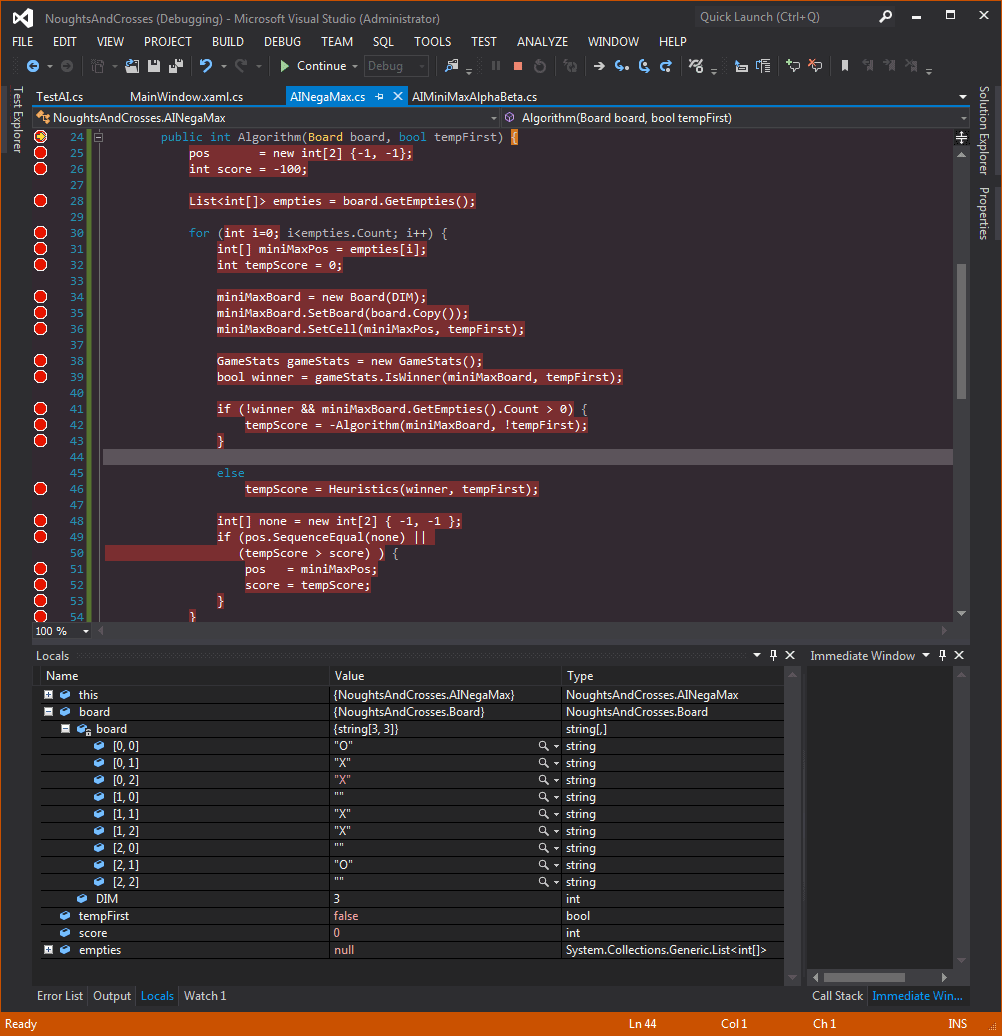 NoughtsAndCrosses (Debugging) - Microsoft Visual Studio (Administrator)
Quick Launch (Ctrl+Q)
FILE EDIT VIEW PROJECT BUILD DEBUG TEAM SQL TOOLS TEST ANALYZE WINDOW HELP
Continue Debug
TestAI.cs MainWindow.xaml.cs AINegaMax.cs AIMiniMaxAlphaBeta.cs
Test Explorer
Solution Explorer
Properties
NoughtsAndCrosses.AINegaMax Algorithm(Board board, bool tempFirst)
24 public int Algorithm(Board board, bool tempFirst) {
25 pos = new int[2] {-1, -1};
26 int score = -100;
27
28 List<int[]> empties = board.GetEmpties();
29
30 for (int i=0; i<empties.Count; i++) {
31 int[] miniMaxPos = empties[i];
32 int tempScore = 0;
33
34 miniMaxBoard = new Board(DIM);
35 miniMaxBoard.SetBoard(board.Copy());
36 miniMaxBoard.SetCell(miniMaxPos, tempFirst);
37
38 GameStats gameStats = new GameStats();
39 bool winner = gameStats.IsWinner(miniMaxBoard, tempFirst);
40
41 if (!winner && miniMaxBoard.GetEmpties().Count > 0) {
42 tempScore = -Algorithm(miniMaxBoard, !tempFirst);
43 }
44
45 else
46 tempScore = Heuristics(winner, tempFirst);
47
48 int[] none = new int[2] { -1, -1 };
49 if (pos.SequenceEqual(none) ||
50 (tempScore > score) ) {
51 pos = miniMaxPos;
52 score = tempScore;
53 }
54 }
100 %
Locals
Name Value Type
this {NoughtsAndCrosses.AINegaMax} NoughtsAndCrosses.AINegaMax
board {NoughtsAndCrosses.Board} NoughtsAndCrosses.Board
board {string[3, 3]} string[,]
[0, 0] "O" string
[0, 1] "X" string
[0, 2] "X" string
[1, 0] "" string
[1, 1] "X" string
[1, 2] "X" string
[2, 0] "" string
[2, 1] "O" string
[2, 2] "" string
DIM 3 int
tempFirst false bool
score 0 int
empties null System.Collections.Generic.List<int[]>
Immediate Window
Error List Output Locals Watch 1
Call Stack Immediate Win...
Ready Ln 44 Col 1 Ch 1 INS